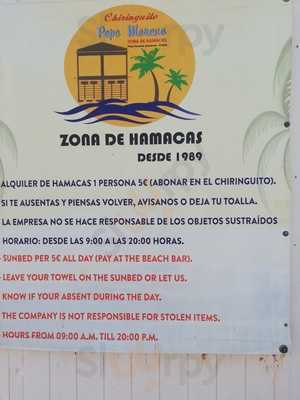 Chiringuito
Pepe Moreno
ZONA DE HAMACAS
ZONA DE HAMACAS
DESDE 1989
ALQUILER DE HAMACAS 1 PERSONA 5€ (ABONAR EN EL CHIRINGUITO).
SI TE AUSENTAS Y PIENSAS VOLVER, AVISANOS O DEJA TU TOALLA.
LA EMPRESA NO SE HACE RESPONSABLE DE LOS OBJETOS SUSTRAÍDOS
HORARIO: DESDE LAS 9:00 A LAS 20:00 HORAS.
- SUNBED PER 5€ ALL DAY (PAY AT THE BEACH BAR).
- LEAVE YOUR TOWEL ON THE SUNBED OR LET US.
KNOW IF YOUR ABSENT DURING THE DAY.
THE COMPANY IS NOT RESPONSIBLE FOR STOLEN ITEMS.
HOURS FROM 09:00 A.M. TILL 20:00 P.M.